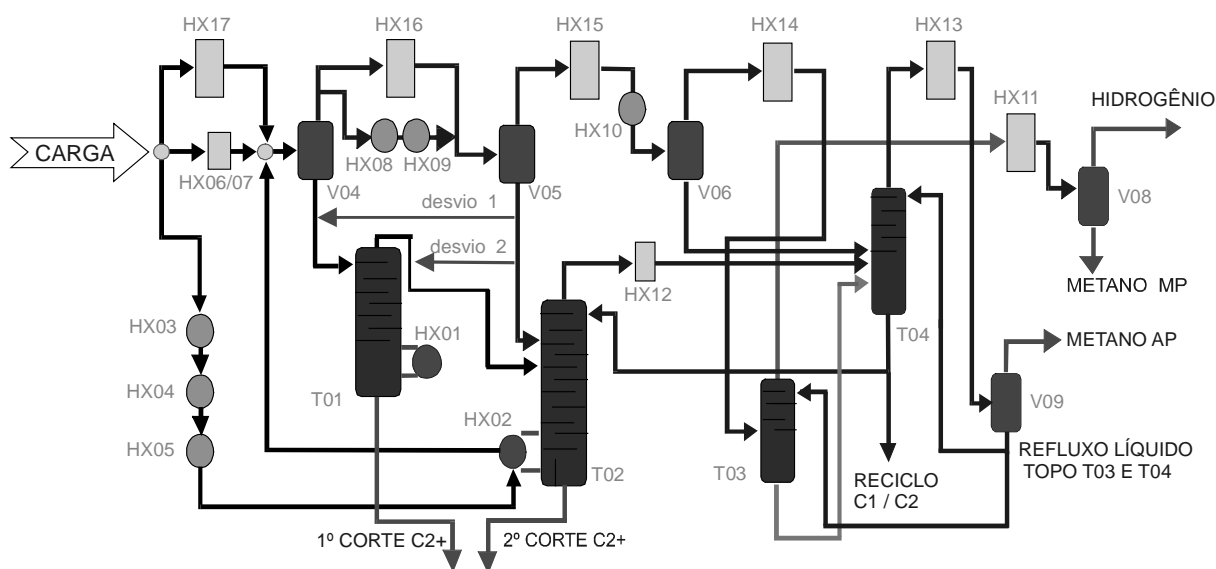 HX17
HX16
HX15
HX14
HX13
HX11
HIDROGÊNIO
CARGA
HX06/07
V04
HX08
HX09
V05
HX10
V06
V08
desvio 1
desvio 2
HX12
METANO MP
HX03
HX01
T04
METANO AP
HX04
T01
HX02
V09
HX05
T02
T03
RECICLO
C1 / C2
REFLUXO LÍQUIDO
TOPO T03 E T04
1º CORTE C2+
2º CORTE C2+